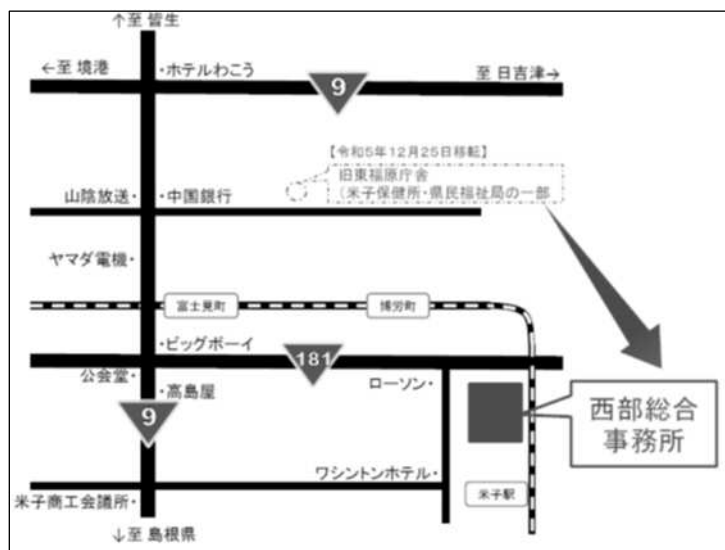 ↑至 皆生
←至 境港
・ホテルわこう
9
至 日吉津→
【令和5年12月25日移転】
旧東福原庁舎
(米子保健所・県民福祉局の一部
山陰放送・
・中国銀行
ヤマダ電機・
富士見町
博労町
・ビッグボーイ
181
公会堂・
・高島屋
ローソン・
9
西部総合
事務所
ワシントンホテル・
米子商工会議所・
米子駅
↓至 島根県